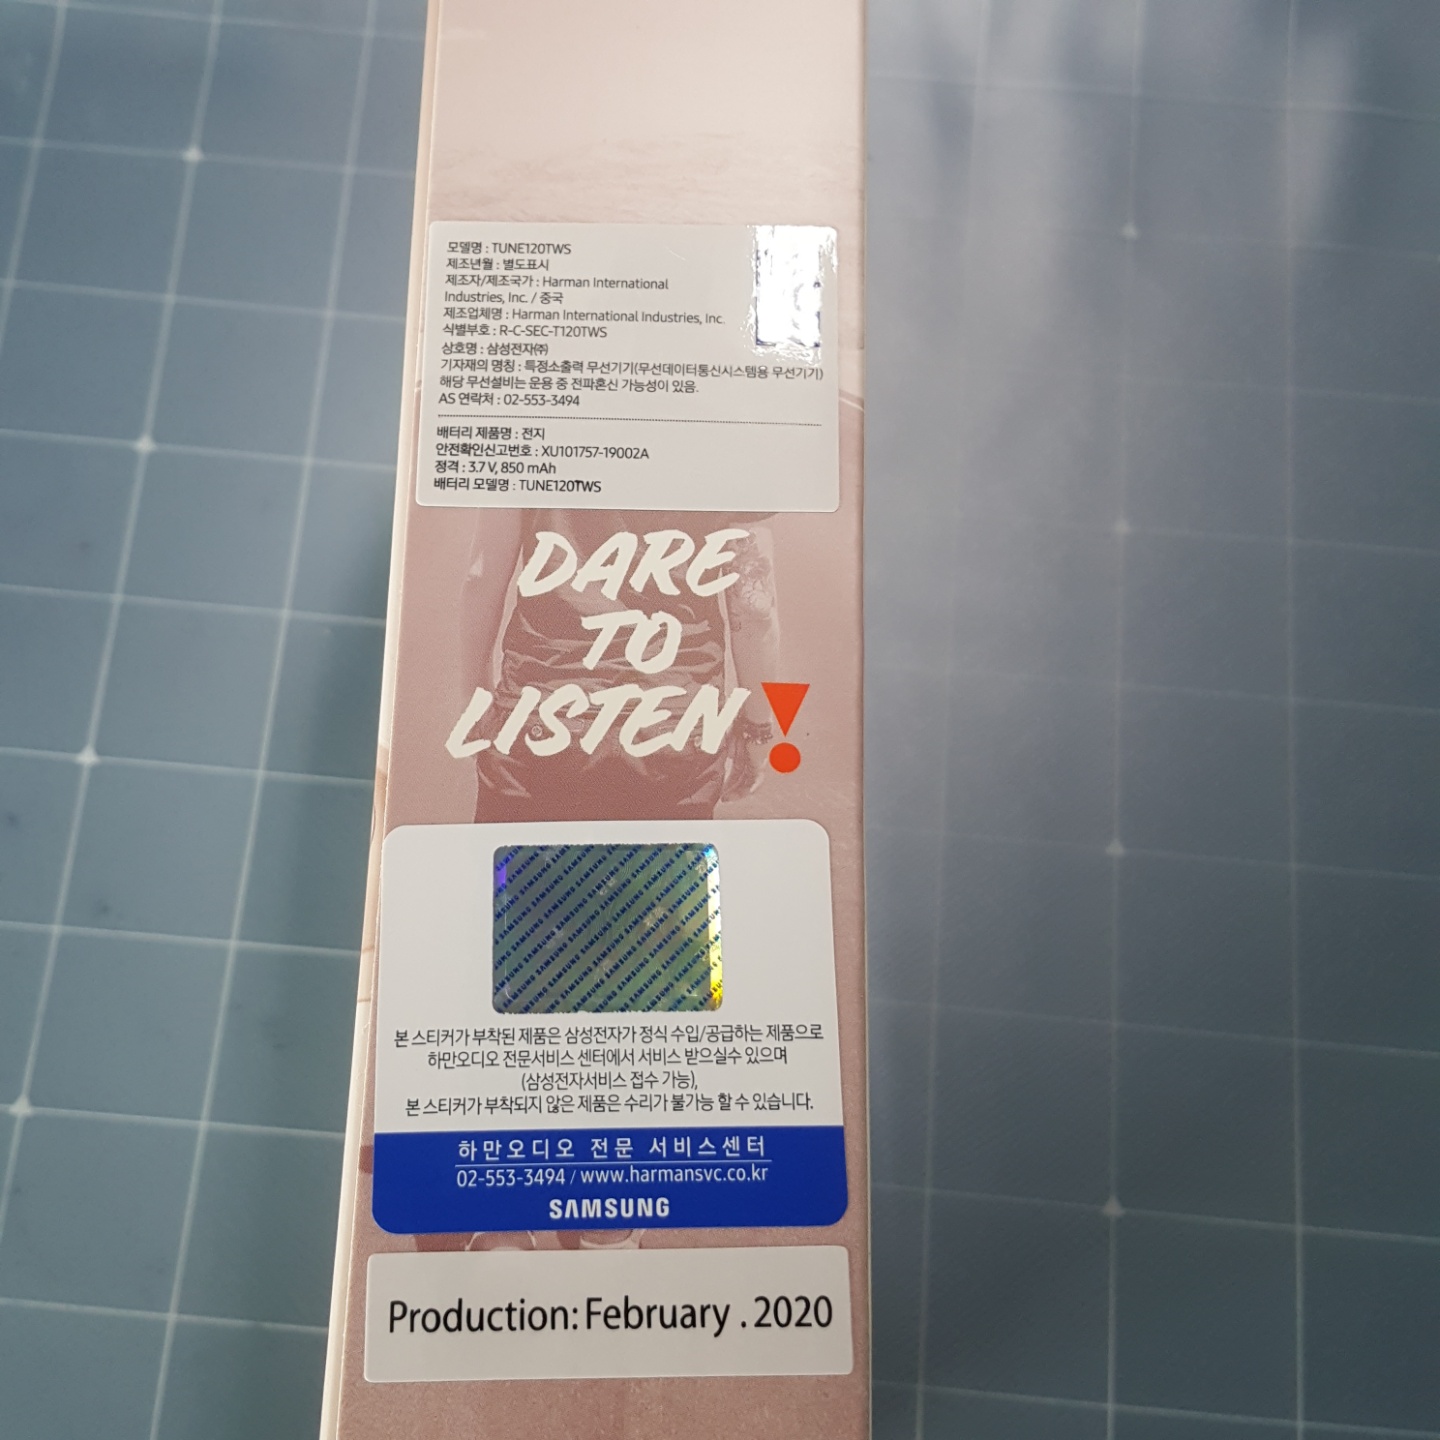 모델명 : TUNE120TWS
제조년월 : 별도표시
제조자/제조국가 : Harman International
Industries, Inc. / 중국
제조업체명 : Harman International Industries, Inc.
식별부호 : R-C-SEC-T120TWS
상호명 : 삼성전자㈜
기자재의 명칭 : 특정소출력 무선기기(무선데이터통신시스템용 무선기기)
해당 무선설비는 운용 중 전파혼신 가능성이 있음.
AS 연락처 : 02-553-3494
배터리 제품명 : 전지
안전확인신고번호 : XU101757-19002A
정격 : 3.7 V, 850 mAh
배터리 모델명 : TUNE120TWS
DARE
TO
LISTEN!
SAMSUNG SAMSUNG SAMSUNG
본 스티커가 부착된 제품은 삼성전자가 정식 수입/공급하는 제품으로
하만오디오 전문서비스 센터에서 서비스 받으실수 있으며
(삼성전자서비스 접수 가능),
본 스티커가 부착되지 않은 제품은 수리가 불가능 할 수 있습니다.
하만오디오 전문 서비스센터
02-553-3494 / www.harmansvc.co.kr
SAMSUNG
Production: February . 2020